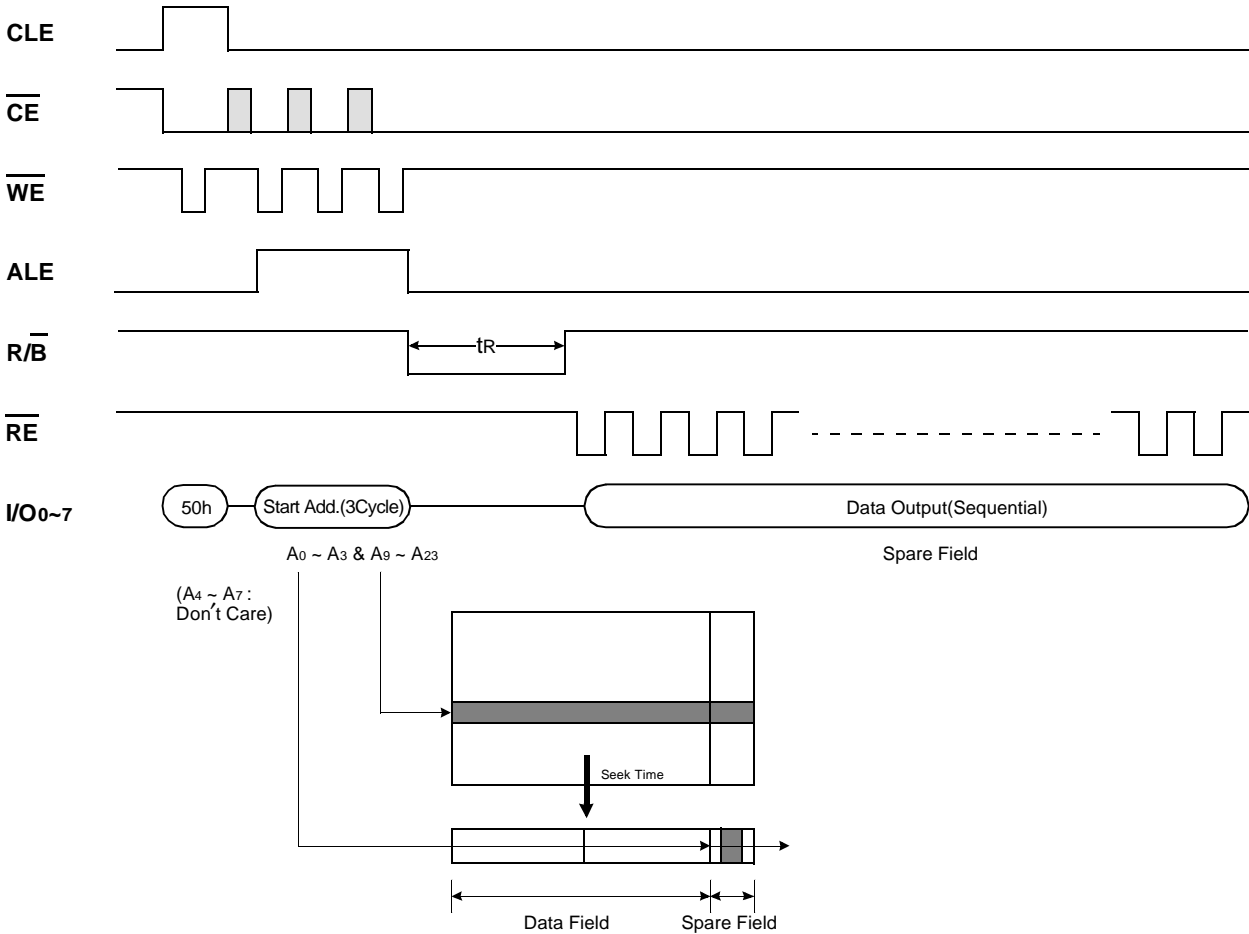 CLE
CE
WE
ALE
R/B
tR
RE
I/O0~7
50h
Start Add.(3Cycle)
Data Output(Sequential)
A0 ~ A3 & A9 ~ A23
Spare Field
(A4 ~ A7 :
Don't Care)
Seek Time
Data Field
Spare Field